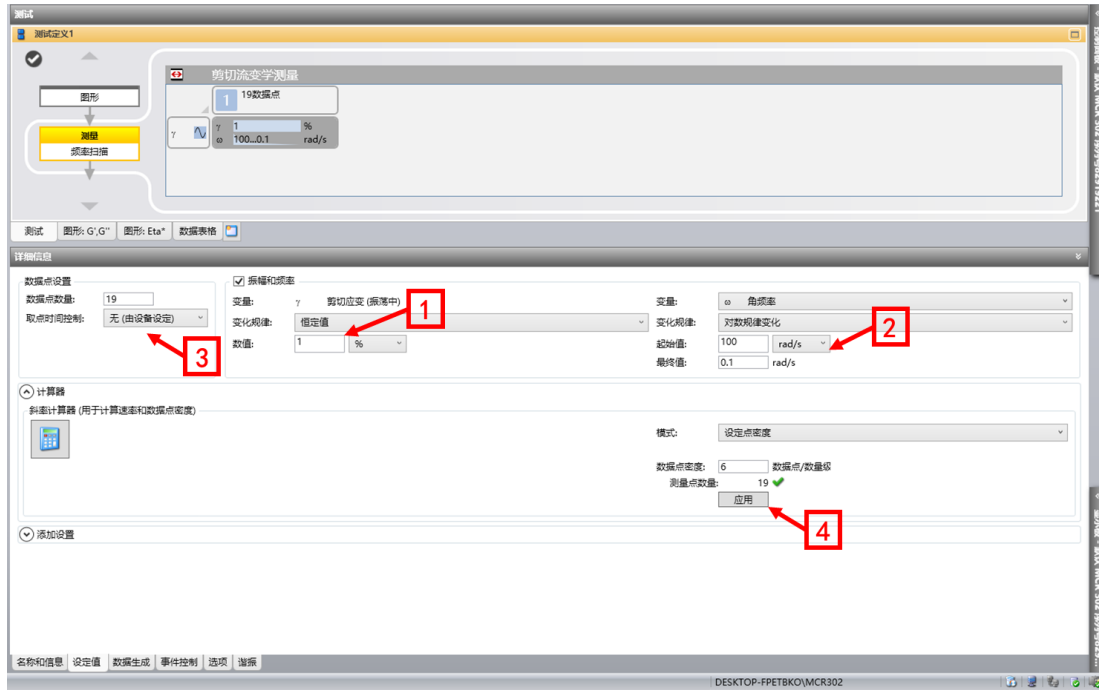 测试
测试定义1
剪切流变学测量
图形
1 19数据点
测量
频率扫描
γ γ 1 %
ω 100...0.1 rad/s
测试 图形: G',G'' 图形: Eta* 数据表格
详细信息
数据点设置 振幅和频率
数据点数量: 19 变量: γ 剪切应变 (振荡中) 变量: ω 角频率
取点时间控制: 无 (由设备设定) 变化规律: 恒定值 1 变化规律: 对数规律变化
数值: 1 % 起始值: 100 rad/s 2
3 最终值: 0.1 rad/s
计算器
斜率计算器 (用于计算速率和数据点密度)
模式: 设定点密度
数据点密度: 6 数据点/数量级
测量点数量: 19
应用
4
添加设置
名称和信息 设定值 数据生成 事件控制 选项 谐振
DESKTOP-FPETBKO\MCR302